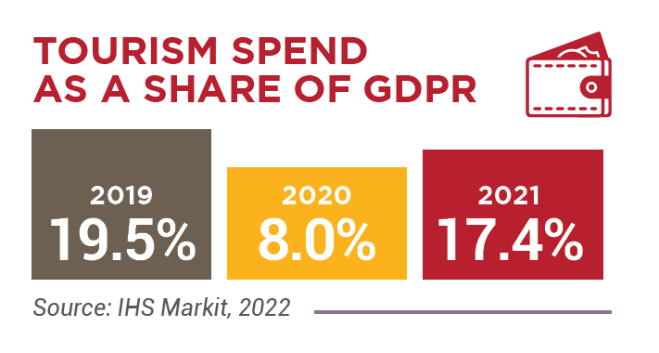 TOURISM SPEND
AS A SHARE OF GDPR
2019
19.5%
2020
8.0%
2021
17.4%
Source: IHS Markit, 2022